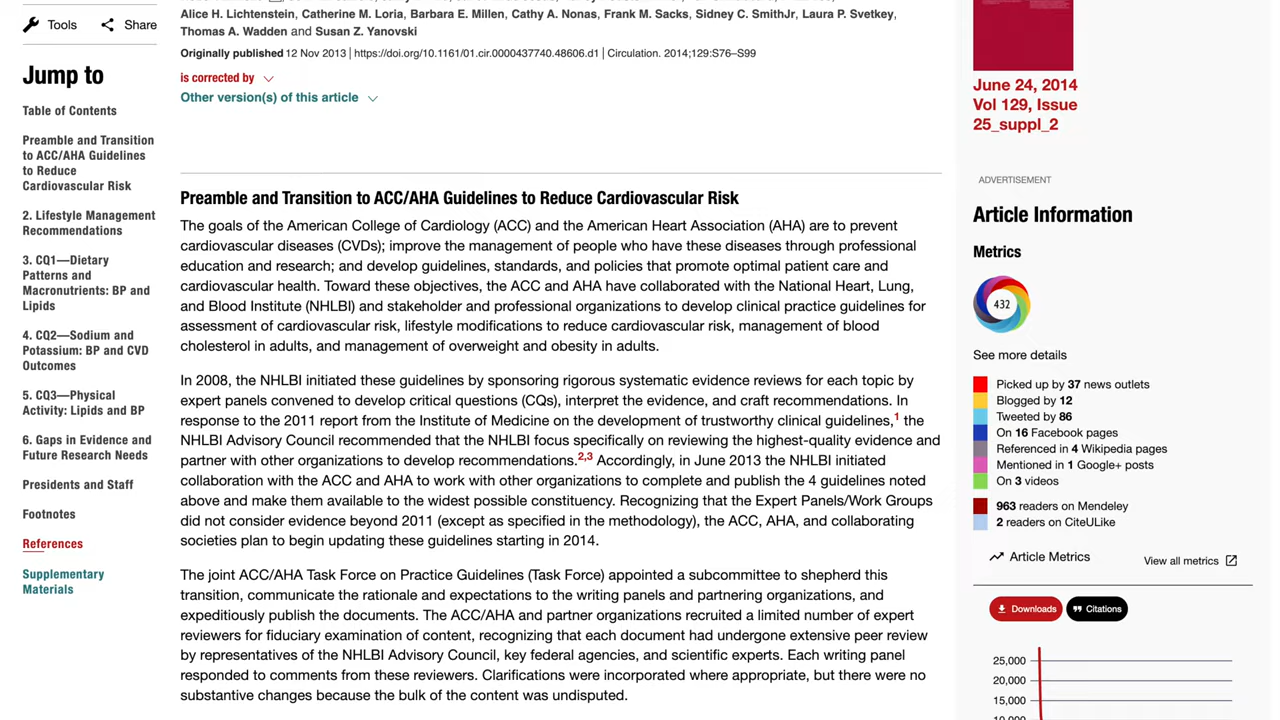 Alice H. Lichtenstein, Catherine M. Loria, Barbara E. Millen, Cathy A. Nonas, Frank M. Sacks, Sidney C. SmithJr, Laura P. Svetkey,
Thomas A. Wadden and Susan Z. Yanovski
Originally published 12 Nov 2013 | https://doi.org/10.1161/01.cir.0000437740.48606.d1 | Circulation. 2014;129:S76–S99
is corrected by
Other version(s) of this article
Tools
Share
Jump to
Table of Contents
Preamble and Transition
to ACC/AHA Guidelines
to Reduce
Cardiovascular Risk
2. Lifestyle Management
Recommendations
3. CQ1—Dietary
Patterns and
Macronutrients: BP and
Lipids
4. CQ2—Sodium and
Potassium: BP and CVD
Outcomes
5. CQ3—Physical
Activity: Lipids and BP
6. Gaps in Evidence and
Future Research Needs
Presidents and Staff
Footnotes
References
Supplementary
Materials
Preamble and Transition to ACC/AHA Guidelines to Reduce Cardiovascular Risk
The goals of the American College of Cardiology (ACC) and the American Heart Association (AHA) are to prevent
cardiovascular diseases (CVDs); improve the management of people who have these diseases through professional
education and research; and develop guidelines, standards, and policies that promote optimal patient care and
cardiovascular health. Toward these objectives, the ACC and AHA have collaborated with the National Heart, Lung,
and Blood Institute (NHLBI) and stakeholder and professional organizations to develop clinical practice guidelines for
assessment of cardiovascular risk, lifestyle modifications to reduce cardiovascular risk, management of blood
cholesterol in adults, and management of overweight and obesity in adults.
In 2008, the NHLBI initiated these guidelines by sponsoring rigorous systematic evidence reviews for each topic by
expert panels convened to develop critical questions (CQs), interpret the evidence, and craft recommendations. In
response to the 2011 report from the Institute of Medicine on the development of trustworthy clinical guidelines,1 the
NHLBI Advisory Council recommended that the NHLBI focus specifically on reviewing the highest-quality evidence and
partner with other organizations to develop recommendations.2,3 Accordingly, in June 2013 the NHLBI initiated
collaboration with the ACC and AHA to work with other organizations to complete and publish the 4 guidelines noted
above and make them available to the widest possible constituency. Recognizing that the Expert Panels/Work Groups
did not consider evidence beyond 2011 (except as specified in the methodology), the ACC, AHA, and collaborating
societies plan to begin updating these guidelines starting in 2014.
The joint ACC/AHA Task Force on Practice Guidelines (Task Force) appointed a subcommittee to shepherd this
transition, communicate the rationale and expectations to the writing panels and partnering organizations, and
expeditiously publish the documents. The ACC/AHA and partner organizations recruited a limited number of expert
reviewers for fiduciary examination of content, recognizing that each document had undergone extensive peer review
by representatives of the NHLBI Advisory Council, key federal agencies, and scientific experts. Each writing panel
responded to comments from these reviewers. Clarifications were incorporated where appropriate, but there were no
substantive changes because the bulk of the content was undisputed.
June 24, 2014
Vol 129, Issue
25_suppl_2
ADVERTISEMENT
Article Information
Metrics
432
See more details
Picked up by 37 news outlets
Blogged by 12
Tweeted by 86
On 16 Facebook pages
Referenced in 4 Wikipedia pages
Mentioned in 1 Google+ posts
On 3 videos
963 readers on Mendeley
2 readers on CiteULike
Article Metrics
View all metrics
Downloads
Citations
25,000
20,000
15,000
10,000